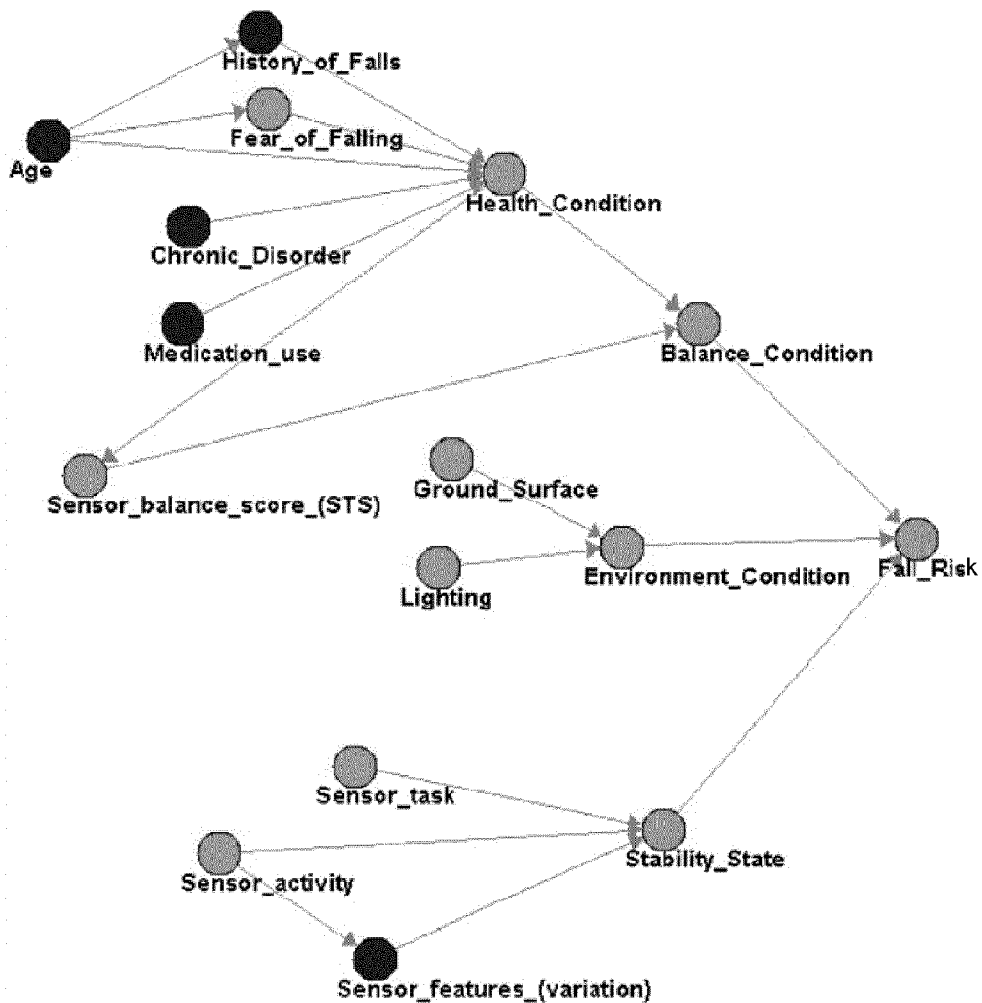 History_of_Falls
Fear_of_Falling
Age
Health_Condition
Chronic_Disorder
Medication_use
Balance_Condition
Sensor_balance_score_(STS)
Ground_Surface
Environment_Condition
Fall_Risk
Lighting
Sensor_task
Stability_State
Sensor_activity
Sensor_features_(variation)